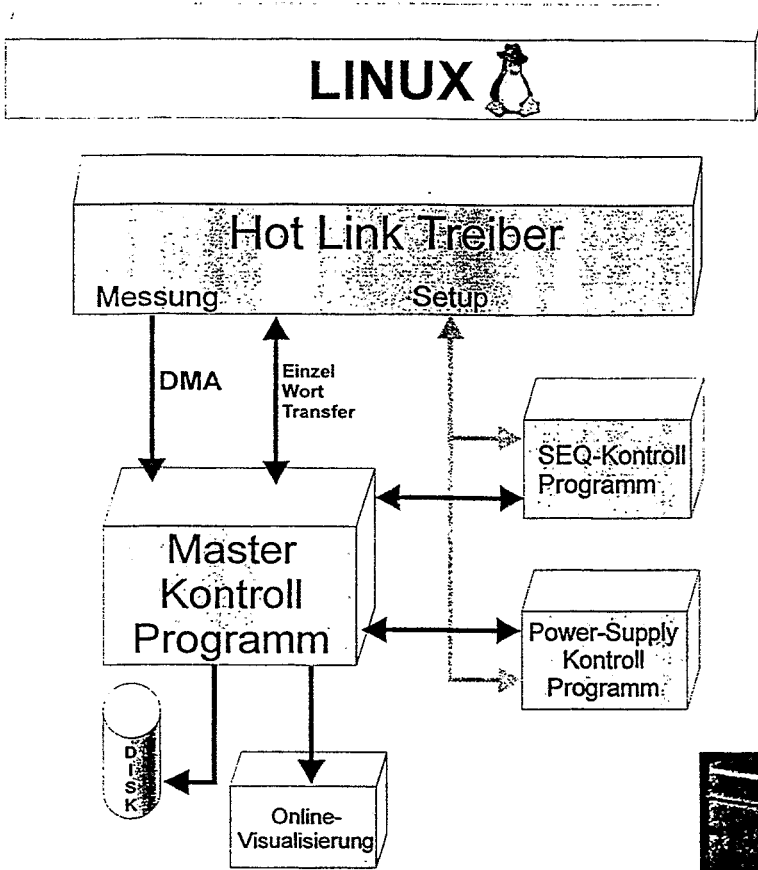 LINUX
Hot Link Treiber
Messung
Setup
DMA
Einzel
Wort
Transfer
SEQ-Kontroll
Programm
Master
Kontroll
Programm
Power-Supply
Kontroll
Programm
DISK
Online-
Visualisierung